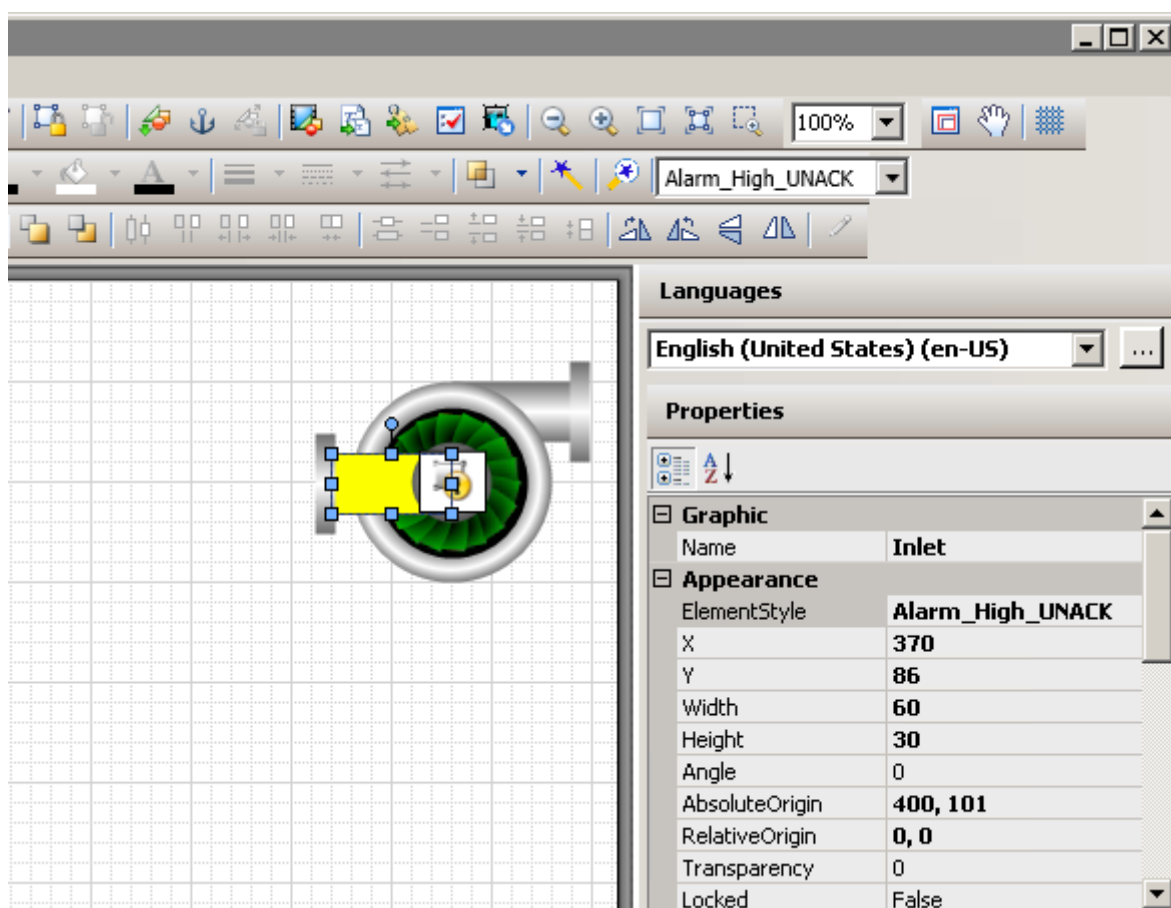 100%
A
Alarm_High_UNACK
Languages
English (United States) (en-US)
...
Properties
A
Z
Graphic
Name Inlet
Appearance
ElementStyle Alarm_High_UNACK
X 370
Y 86
Width 60
Height 30
Angle 0
AbsoluteOrigin 400, 101
RelativeOrigin 0, 0
Transparency 0
Locked False